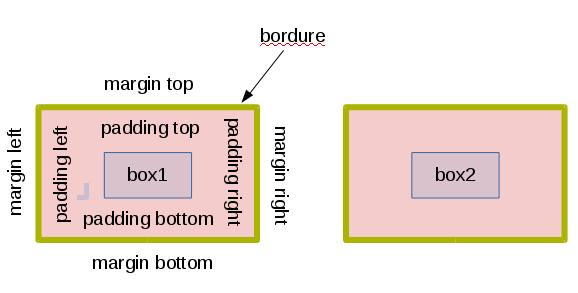 bordure
margin top
margin left
padding left
padding top
padding right
margin right
box1
box2
padding bottom
margin bottom